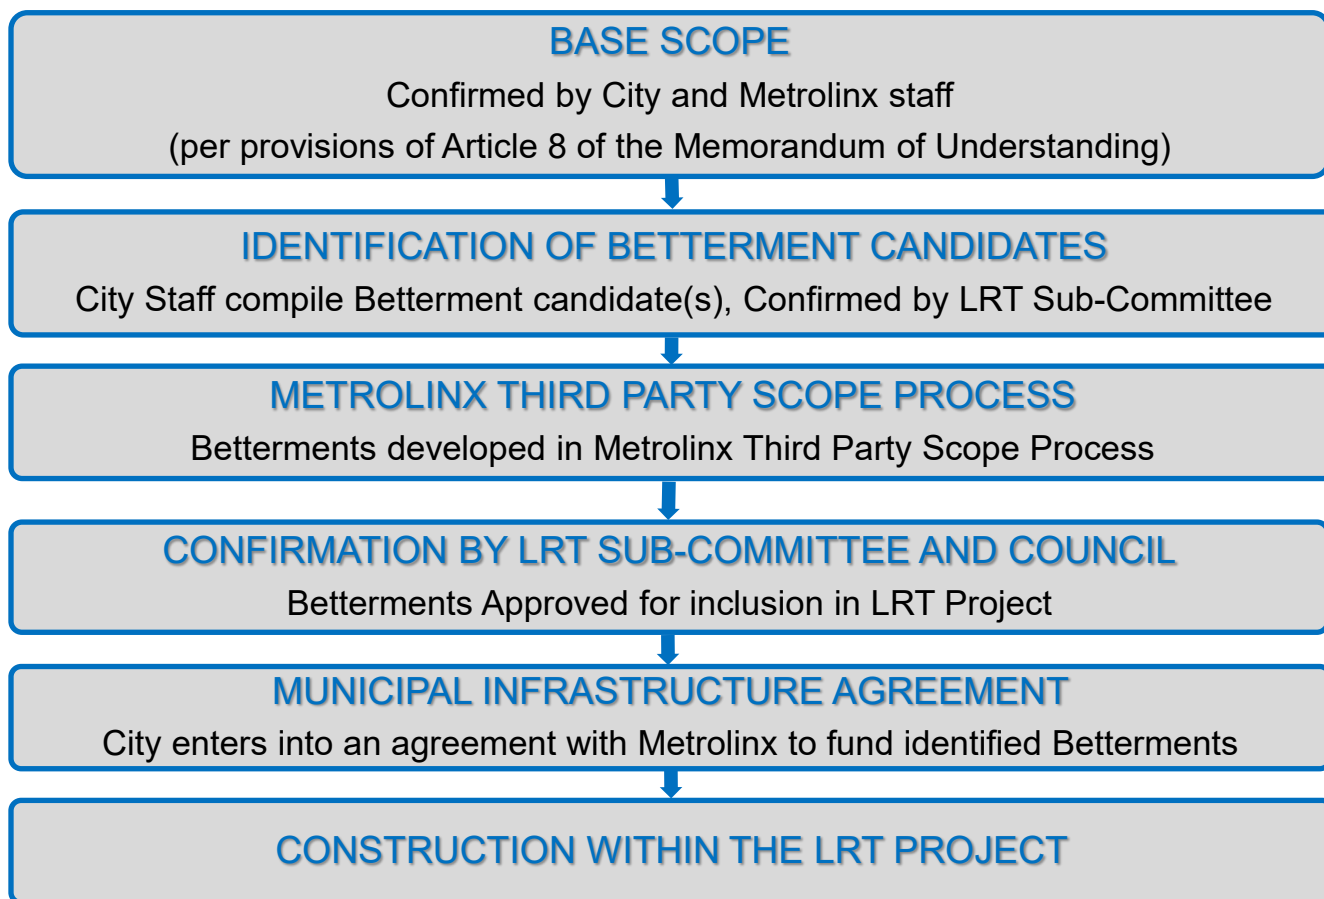 BASE SCOPE
Confirmed by City and Metrolinx staff
(per provisions of Article 8 of the Memorandum of Understanding)
IDENTIFICATION OF BETTERMENT CANDIDATES
City Staff compile Betterment candidate(s), Confirmed by LRT Sub-Committee
METROLINX THIRD PARTY SCOPE PROCESS
Betterments developed in Metrolinx Third Party Scope Process
CONFIRMATION BY LRT SUB-COMMITTEE AND COUNCIL
Betterments Approved for inclusion in LRT Project
MUNICIPAL INFRASTRUCTURE AGREEMENT
City enters into an agreement with Metrolinx to fund identified Betterments
CONSTRUCTION WITHIN THE LRT PROJECT